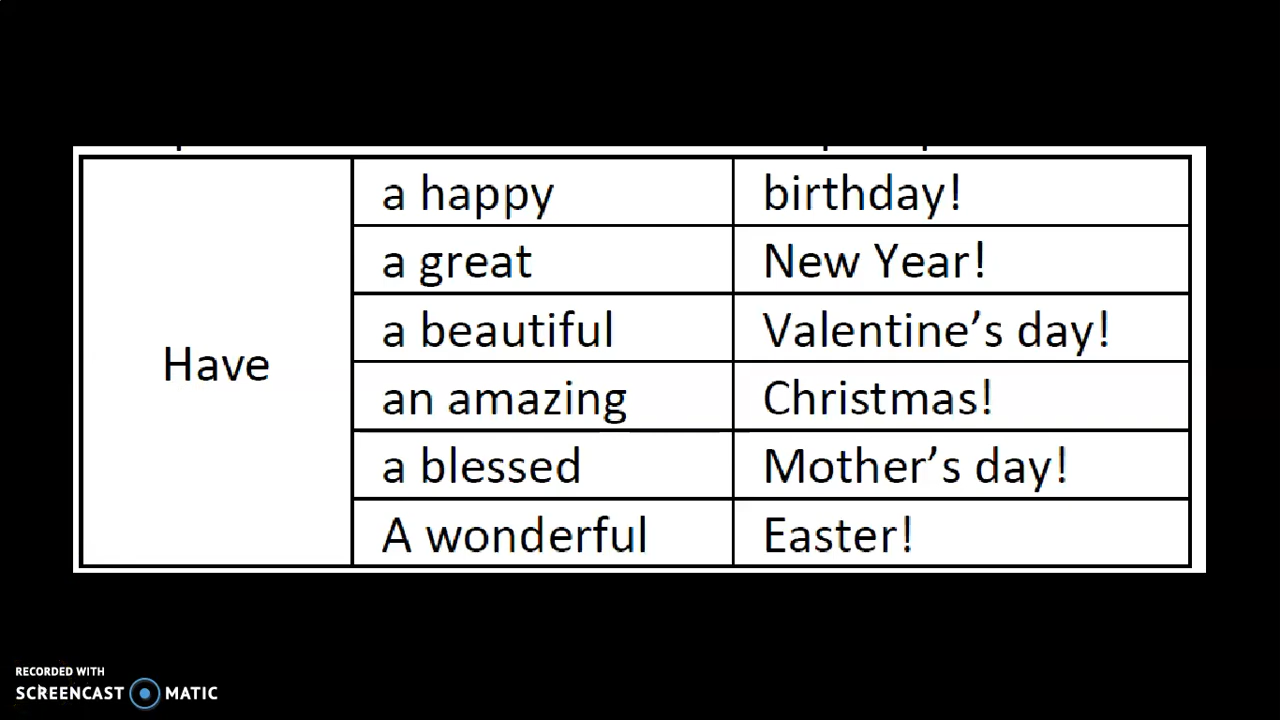 a happy birthday!
a great New Year!
a beautiful Valentine’s day!
Have
an amazing Christmas!
a blessed Mother’s day!
A wonderful Easter!
RECORDED WITH
SCREENCAST MATIC